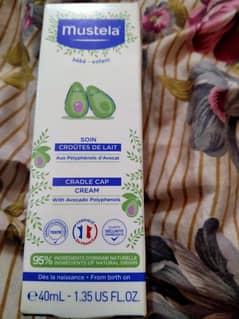 Mustela
bébé - enfant
SOIN
CROÛTES DE LAIT
Aux Polyphénols d'Avocat
CRADLE CAP
CREAM
With Avocado Polyphenols
95% INGRÉDIENTS D'ORIGINE NATURELLE
INGREDIENTS OF NATURAL ORIGIN
Dès la naissance • From birth on
℮40mL - 1.35 US FL.OZ.